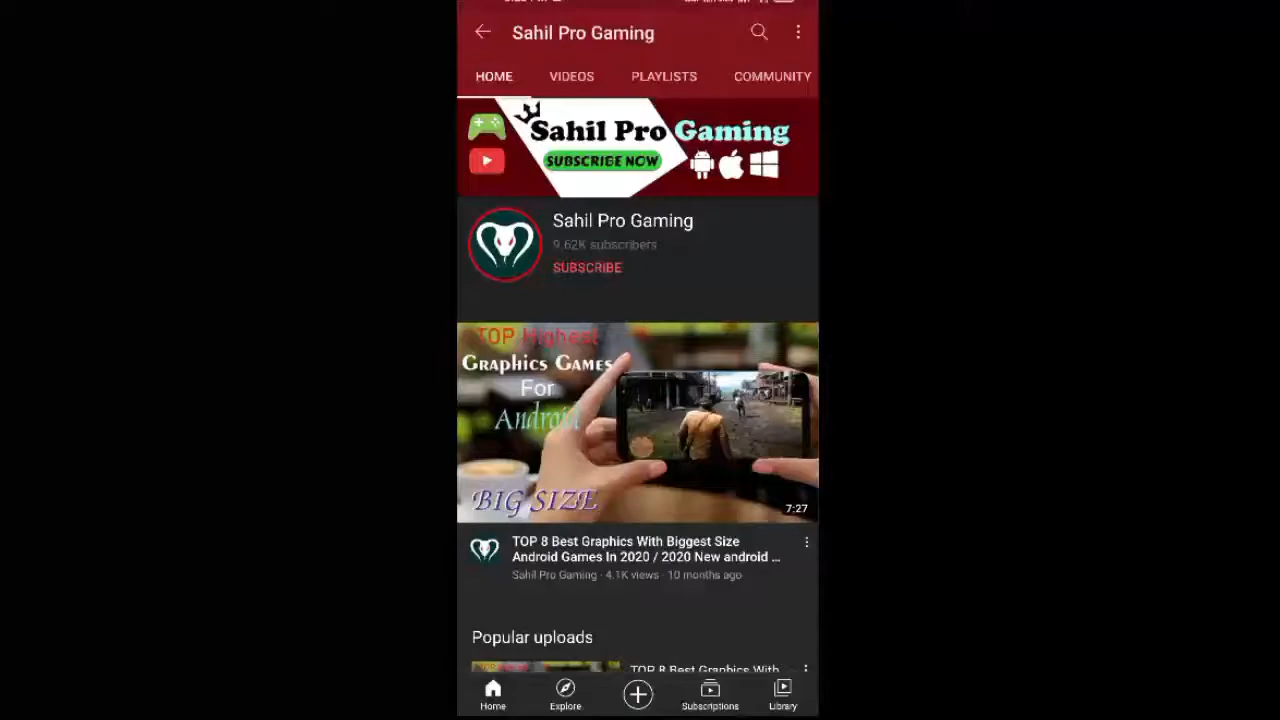 Sahil Pro Gaming
HOME VIDEOS PLAYLISTS COMMUNITY
Sahil Pro Gaming
SUBSCRIBE NOW
Sahil Pro Gaming
9.62K subscribers
SUBSCRIBE
TOP Highest
GRAPHICS GAMES
For
Android
BIG SIZE
7:27
TOP 8 Best Graphics With Biggest Size
Android Games In 2020 / 2020 New android ...
Sahil Pro Gaming · 4.1K views · 10 months ago
Popular uploads
TOP 8 Best Graphics With
Home Explore Subscriptions Library